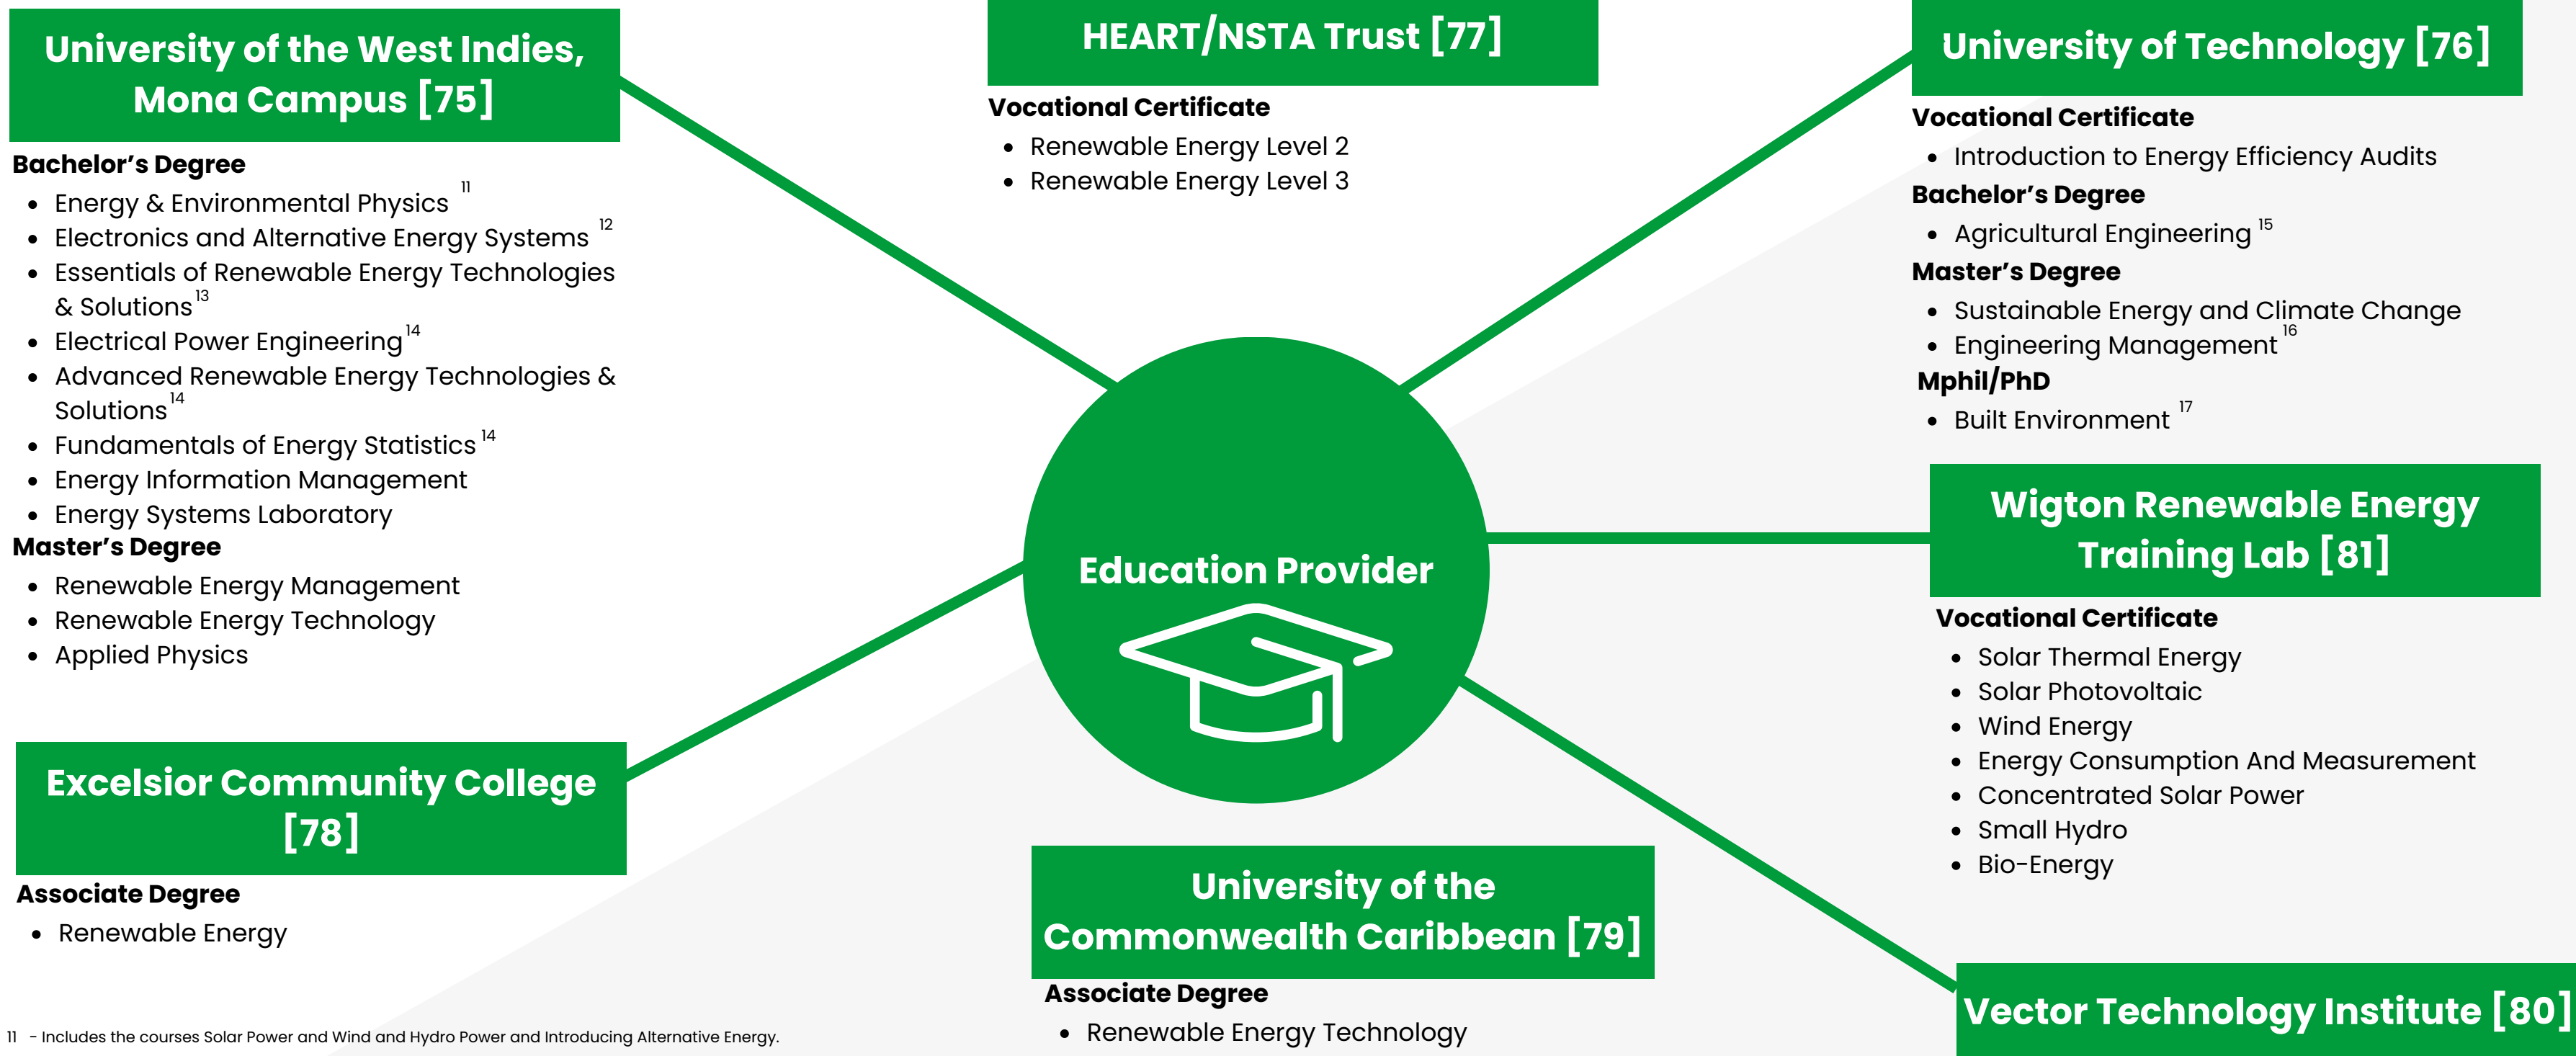 University of the West Indies,
Mona Campus [75]
Bachelor's Degree
• Energy & Environmental Physics 11
• Electronics and Alternative Energy Systems 12
• Essentials of Renewable Energy Technologies
& Solutions 13
• Electrical Power Engineering 14
• Advanced Renewable Energy Technologies &
Solutions 14
• Fundamentals of Energy Statistics 14
• Energy Information Management
• Energy Systems Laboratory
Master's Degree
• Renewable Energy Management
• Renewable Energy Technology
• Applied Physics
Excelsior Community College
[78]
Associate Degree
• Renewable Energy
11 - Includes the courses Solar Power and Wind and Hydro Power and Introducing Alternative Energy.
HEART/NSTA Trust [77]
Vocational Certificate
• Renewable Energy Level 2
• Renewable Energy Level 3
Education Provider
University of the
Commonwealth Caribbean [79]
Associate Degree
• Renewable Energy Technology
University of Technology [76]
Vocational Certificate
• Introduction to Energy Efficiency Audits
Bachelor's Degree
• Agricultural Engineering 15
Master's Degree
• Sustainable Energy and Climate Change
• Engineering Management 16
Mphil/PhD
• Built Environment 17
Wigton Renewable Energy
Training Lab [81]
Vocational Certificate
• Solar Thermal Energy
• Solar Photovoltaic
• Wind Energy
• Energy Consumption And Measurement
• Concentrated Solar Power
• Small Hydro
• Bio-Energy
Vector Technology Institute [80]